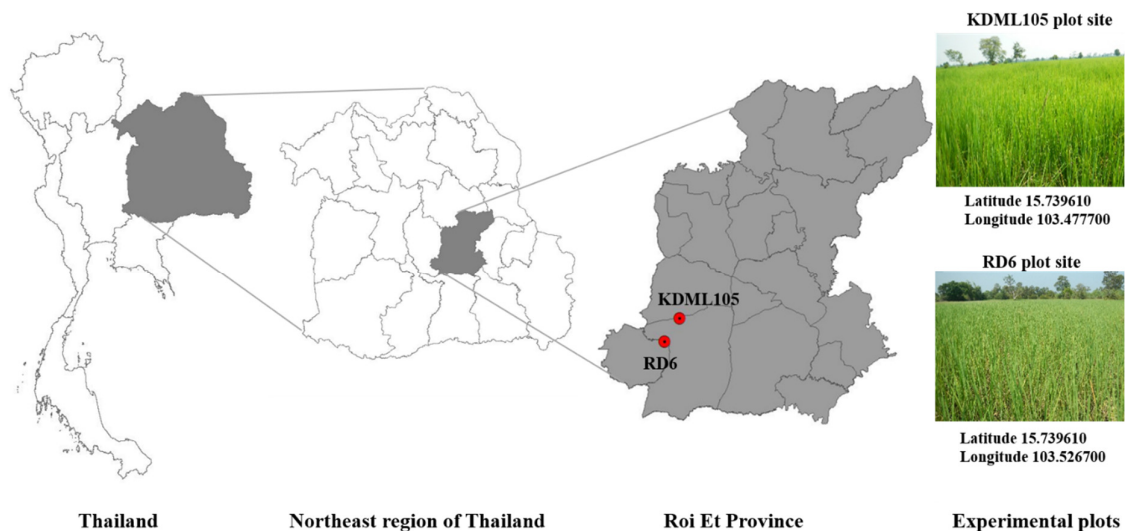 KDML105 plot site
Latitude 15.739610
Longitude 103.477700
RD6 plot site
KDML105
RD6
Latitude 15.739610
Longitude 103.526700
Thailand
Northeast region of Thailand
Roi Et Province
Experimental plots